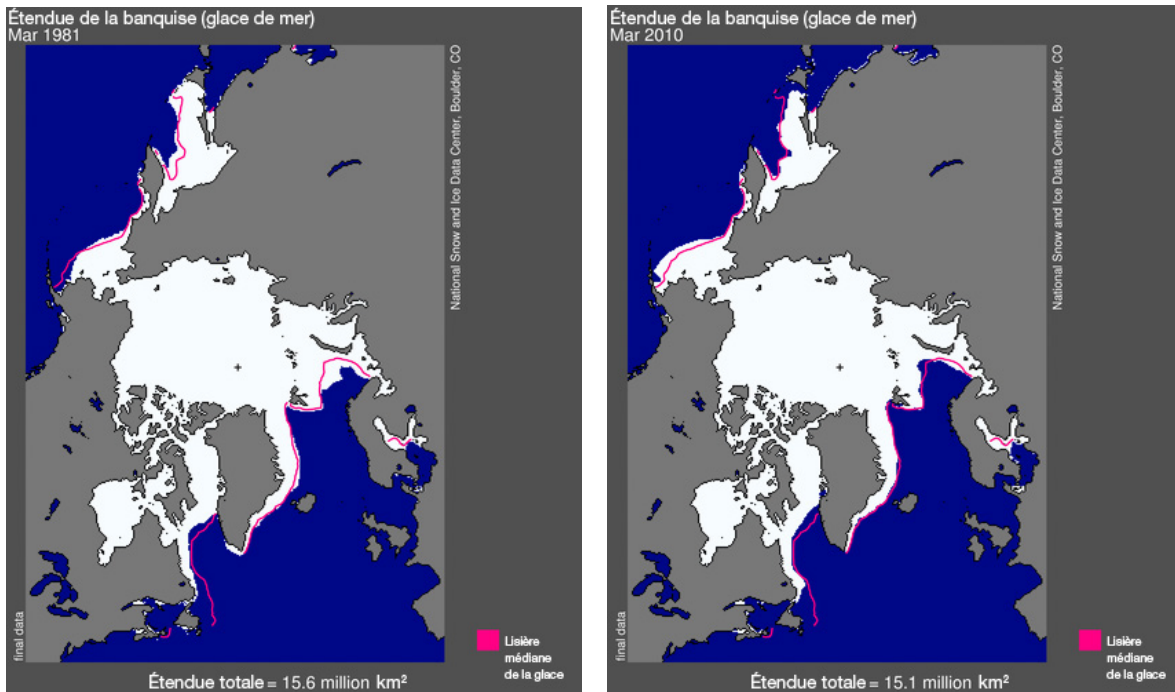 Étendue de la banquise (glace de mer)
Mar 1981
National Snow and Ice Data Center, Boulder, CO
final data
Lisière
médiane
de la glace
Étendue totale = 15.6 million km²
Étendue de la banquise (glace de mer)
Mar 2010
National Snow and Ice Data Center, Boulder, CO
final data
Lisière
médiane
de la glace
Étendue totale = 15.1 million km²